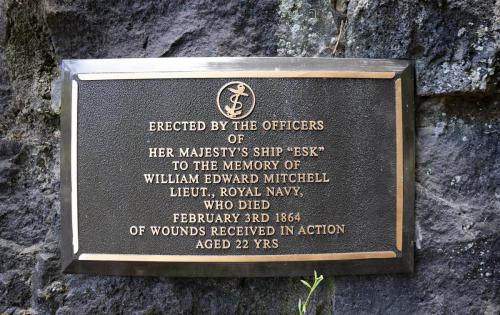 ERECTED BY THE OFFICERS
OF
HER MAJESTY'S SHIP "ESK"
TO THE MEMORY OF
WILLIAM EDWARD MITCHELL
LIEUT., ROYAL NAVY,
WHO DIED
FEBRUARY 3RD 1864
OF WOUNDS RECEIVED IN ACTION
AGED 22 YRS